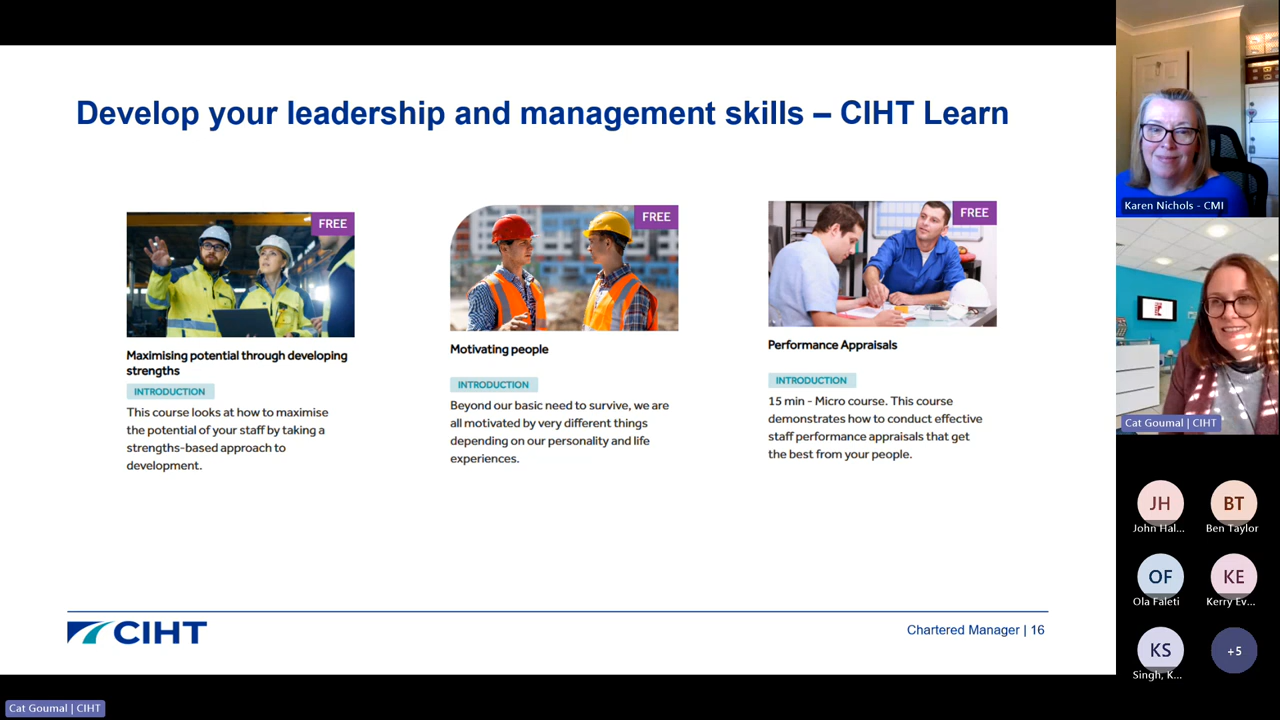 Develop your leadership and management skills – CIHT Learn
FREE
Maximising potential through developing
strengths
INTRODUCTION
This course looks at how to maximise
the potential of your staff by taking a
strengths-based approach to
development.
FREE
Motivating people
INTRODUCTION
Beyond our basic need to survive, we are
all motivated by very different things
depending on our personality and life
experiences.
FREE
Performance Appraisals
INTRODUCTION
15 min - Micro course. This course
demonstrates how to conduct effective
staff performance appraisals that get
the best from your people.
CIHT
Chartered Manager | 16
Cat Goumal | CIHT
Karen Nichols - CMI
Cat Goumal | CIHT
JH
John Hal...
BT
Ben Taylor
OF
Ola Faleti
KE
Kerry Ev...
KS
Singh, K...
+5